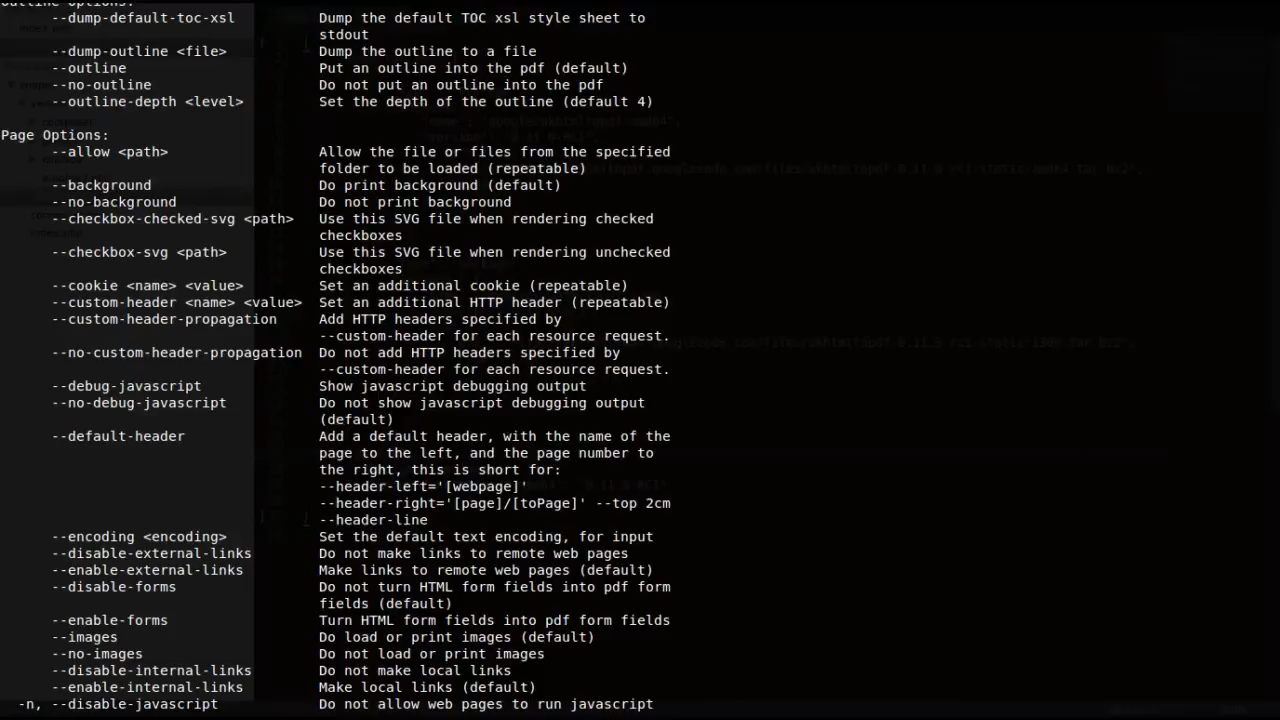 Outline Options:
--dump-default-toc-xsl Dump the default TOC xsl style sheet to
stdout
--dump-outline <file> Dump the outline to a file
--outline Put an outline into the pdf (default)
--no-outline Do not put an outline into the pdf
--outline-depth <level> Set the depth of the outline (default 4)
Page Options:
--allow <path> Allow the file or files from the specified
folder to be loaded (repeatable)
--background Do print background (default)
--no-background Do not print background
--checkbox-checked-svg <path> Use this SVG file when rendering checked
checkboxes
--checkbox-svg <path> Use this SVG file when rendering unchecked
checkboxes
--cookie <name> <value> Set an additional cookie (repeatable)
--custom-header <name> <value> Set an additional HTTP header (repeatable)
--custom-header-propagation Add HTTP headers specified by
--custom-header for each resource request.
--no-custom-header-propagation Do not add HTTP headers specified by
--custom-header for each resource request.
--debug-javascript Show javascript debugging output
--no-debug-javascript Do not show javascript debugging output
(default)
--default-header Add a default header, with the name of the
page to the left, and the page number to
the right, this is short for:
--header-left='[webpage]'
--header-right='[page]/[toPage]' --top 2cm
--header-line
--encoding <encoding> Set the default text encoding, for input
--disable-external-links Do not make links to remote web pages
--enable-external-links Make links to remote web pages (default)
--disable-forms Do not turn HTML form fields into pdf form
fields (default)
--enable-forms Turn HTML form fields into pdf form fields
--images Do load or print images (default)
--no-images Do not load or print images
--disable-internal-links Do not make local links
--enable-internal-links Make local links (default)
-n, --disable-javascript Do not allow web pages to run javascript